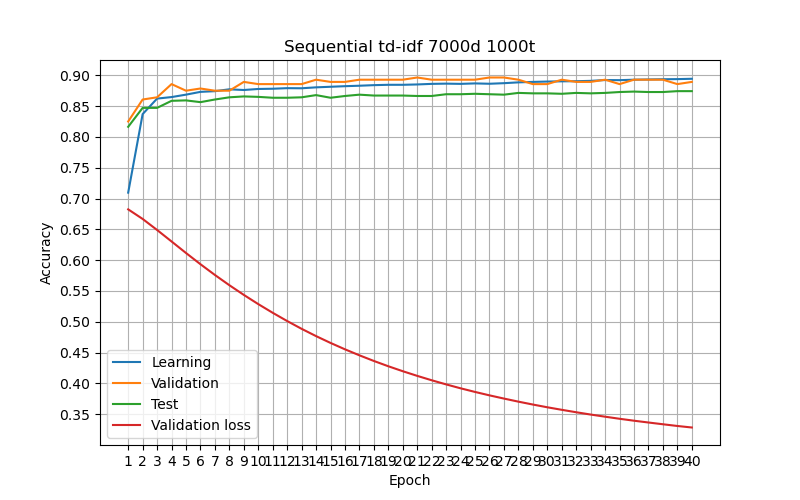 Sequential td-idf 7000d 1000t
0.90
0.85
0.80
0.75
0.70
0.65
0.60
0.55
0.50
0.45
0.40
0.35
Accuracy
Learning
Validation
Test
Validation loss
1 2 3 4 5 6 7 8 9 10 11 12 13 14 15 16 17 18 19 20 21 22 23 24 25 26 27 28 29 30 31 32 33 34 35 36 37 38 39 40
Epoch